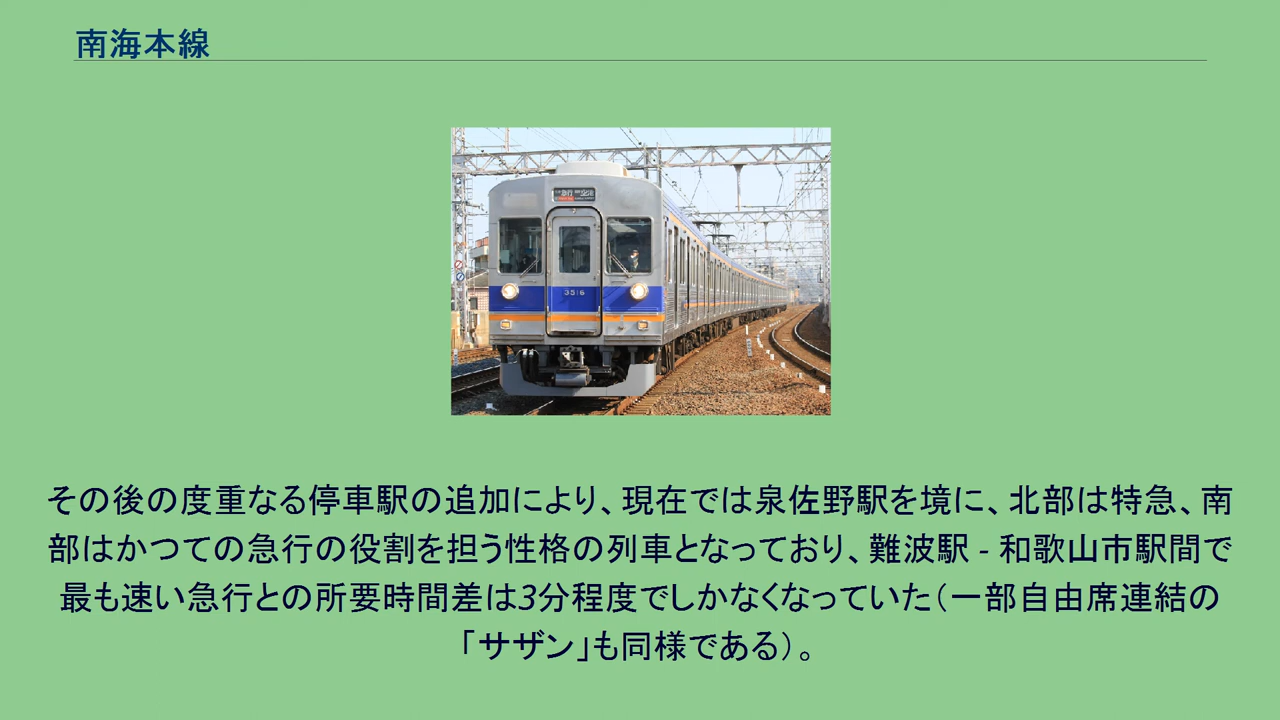 南海本線
急行
3516
その後の度重なる停車駅の追加により、現在では泉佐野駅を境に、北部は特急、南
部はかつての急行の役割を担う性格の列車となっており、難波駅 - 和歌山市駅間で
最も速い急行との所要時間差は3分程度でしかなくなっていた（一部自由席連結の
「サザン」も同様である）。